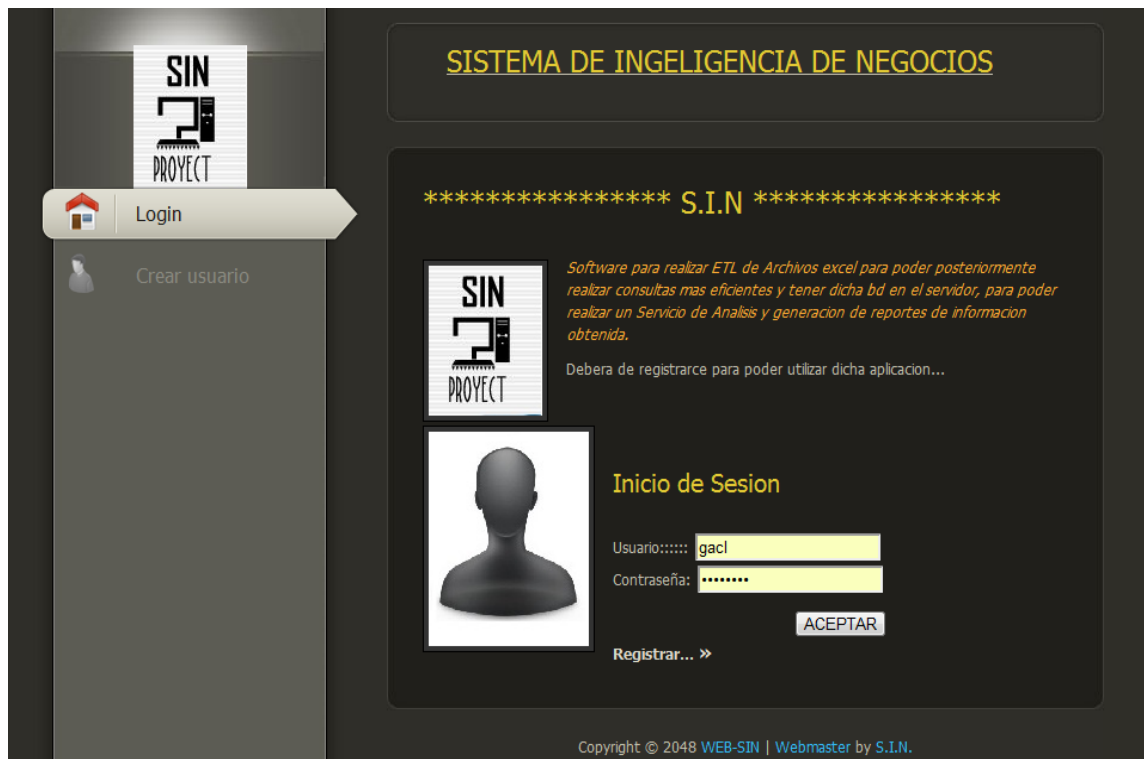 SIN
PROYECT
Login
Crear usuario
SISTEMA DE INGELIGENCIA DE NEGOCIOS
**************** S.I.N ****************
SIN
PROYECT
Software para realizar ETL de Archivos excel para poder posteriormente
realizar consultas mas eficientes y tener dicha bd en el servidor, para poder
realizar un Servicio de Analisis y generacion de reportes de informacion
obtenida.
Debera de registrarce para poder utilizar dicha aplicacion...
Inicio de Sesion
Usuario:::::: gacl
Contraseña: ••••••••
ACEPTAR
Registrar... »
Copyright © 2048 WEB-SIN | Webmaster by S.I.N.